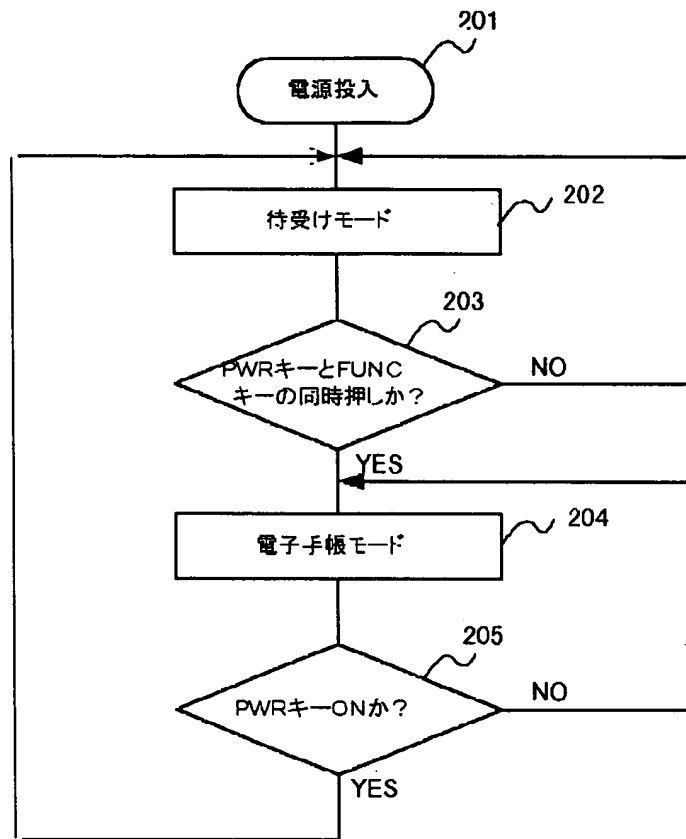 201
電源投入
202
待受けモード
203
PWRキーとFUNC
キーの同時押しか?
NO
YES
204
電子手帳モード
205
PWRキーONか?
NO
YES